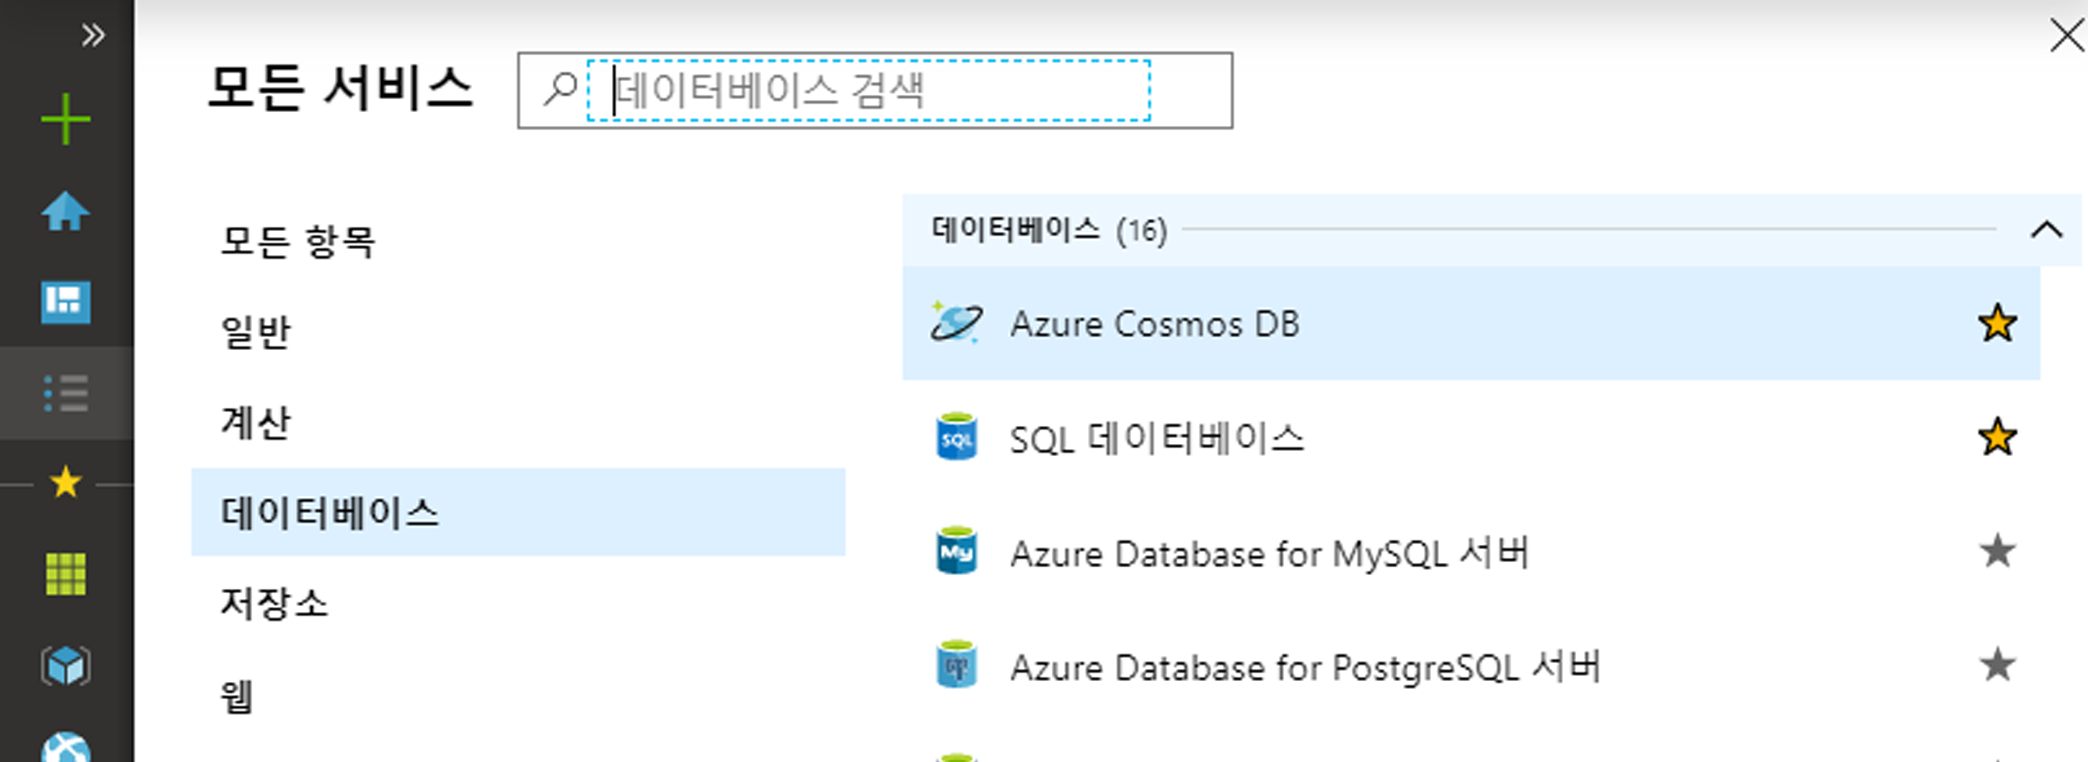 모든 서비스
데이터베이스 검색
모든 항목
일반
계산
데이터베이스
저장소
웹
데이터베이스 (16)
Azure Cosmos DB
SQL
SQL 데이터베이스
My
Azure Database for MySQL 서버
Azure Database for PostgreSQL 서버